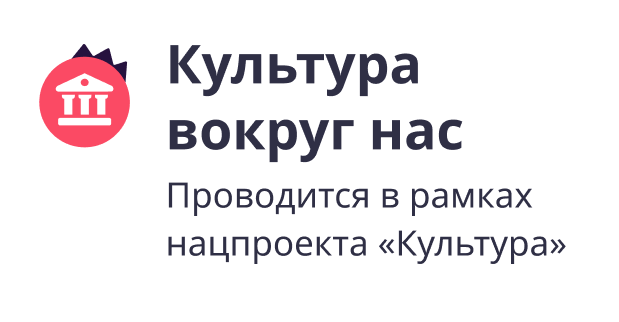 Культура
вокруг нас
Проводится в рамках
нацпроекта «Культура»